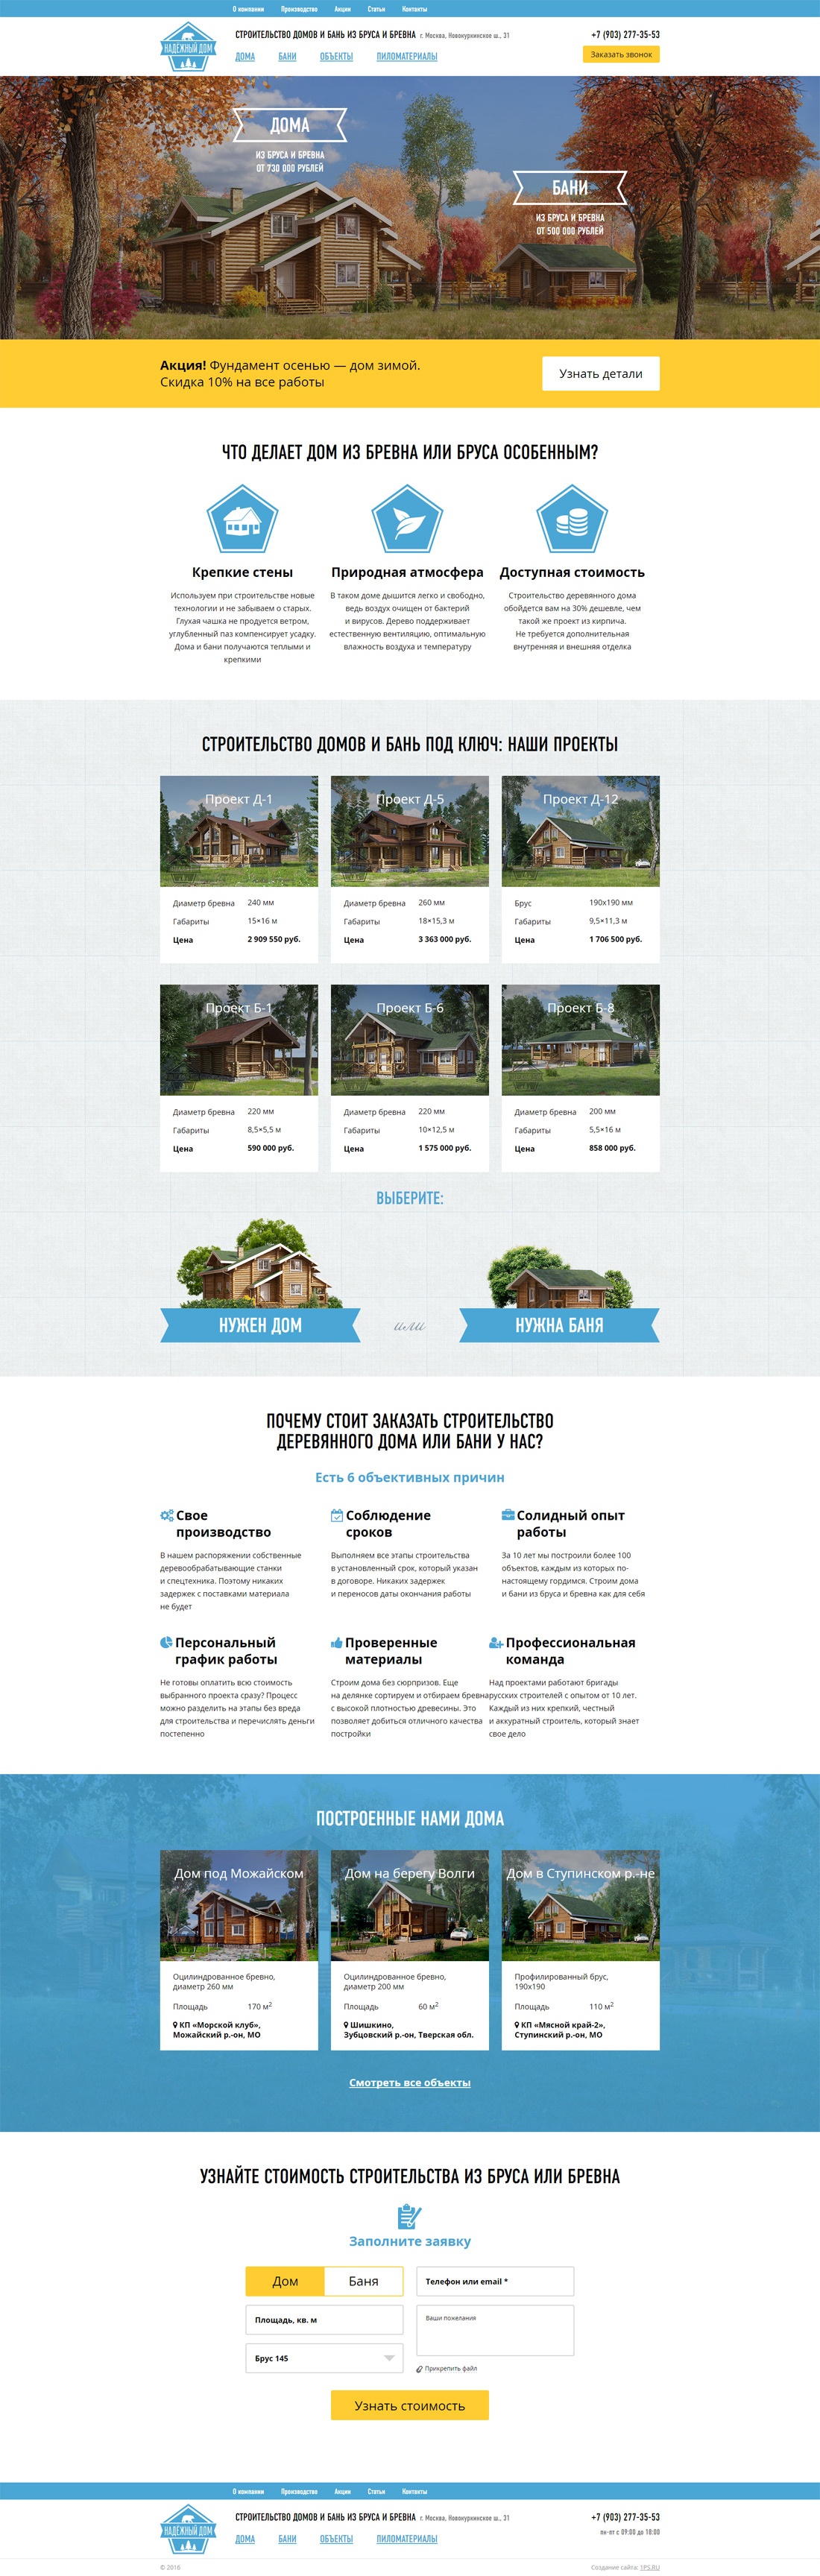 О компании Производство Акции Статьи Контакты
НАДЁЖНЫЙ ДОМ
СТРОИТЕЛЬСТВО ДОМОВ И БАНЬ ИЗ БРУСА И БРЕВНА г. Москва, Новокуркинское ш., 31
+7 (903) 277-35-53
ДОМА БАНИ ОБЪЕКТЫ ПИЛОМАТЕРИАЛЫ
Заказать звонок
ДОМА
ИЗ БРУСА И БРЕВНА
ОТ 730 000 РУБЛЕЙ
БАНИ
ИЗ БРУСА И БРЕВНА
ОТ 500 000 РУБЛЕЙ
Акция! Фундамент осенью — дом зимой.
Скидка 10% на все работы
Узнать детали
ЧТО ДЕЛАЕТ ДОМ ИЗ БРЕВНА ИЛИ БРУСА ОСОБЕННЫМ?
Крепкие стены
Используем при строительстве новые
технологии и не забываем о старых.
Глухая чашка не продуется ветром,
углубленный паз компенсирует усадку.
Дома и бани получаются теплыми и
крепкими
Природная атмосфера
В таком доме дышится легко и свободно,
ведь воздух очищен от бактерий
и вирусов. Дерево поддерживает
естественную вентиляцию, оптимальную
влажность воздуха и температуру
Доступная стоимость
Строительство деревянного дома
обойдется вам на 30% дешевле, чем
такой же проект из кирпича.
Не требуется дополнительная
внутренняя и внешняя отделка
СТРОИТЕЛЬСТВО ДОМОВ И БАНЬ ПОД КЛЮЧ: НАШИ ПРОЕКТЫ
Проект Д-1
Диаметр бревна 240 мм
Габариты 15×16 м
Цена 2 909 550 руб.
Проект Д-5
Диаметр бревна 260 мм
Габариты 18×15,3 м
Цена 3 363 000 руб.
Проект Д-12
Брус 190х190 мм
Габариты 9,5×11,3 м
Цена 1 706 500 руб.
Проект Б-1
Диаметр бревна 220 мм
Габариты 8,5×5,5 м
Цена 590 000 руб.
Проект Б-6
Диаметр бревна 220 мм
Габариты 10×12,5 м
Цена 1 575 000 руб.
Проект Б-8
Диаметр бревна 200 мм
Габариты 5,5×16 м
Цена 858 000 руб.
ВЫБЕРИТЕ:
НУЖЕН ДОМ
или
НУЖНА БАНЯ
ПОЧЕМУ СТОИТ ЗАКАЗАТЬ СТРОИТЕЛЬСТВО
ДЕРЕВЯННОГО ДОМА ИЛИ БАНИ У НАС?
Есть 6 объективных причин
Свое
производство
В нашем распоряжении собственные
деревообрабатывающие станки
и спецтехника. Поэтому никаких
задержек с поставками материала
не будет
Соблюдение
сроков
Выполняем все этапы строительства
в установленный срок, который указан
в договоре. Никаких задержек
и переносов даты окончания работы
Солидный опыт
работы
За 10 лет мы построили более 100
объектов, каждым из которых по-
настоящему гордимся. Строим дома
и бани из бруса и бревна как для себя
Персональный
график работы
Не готовы оплатить всю стоимость
выбранного проекта сразу? Процесс
можно разделить на этапы без вреда
для строительства и перечислять деньги
постепенно
Проверенные
материалы
Строим дома без сюрпризов. Еще
на делянке сортируем и отбираем бревна
с высокой плотностью древесины. Это
позволяет добиться отличного качества
постройки
Профессиональная
команда
Над проектами работают бригады
русских строителей с опытом от 10 лет.
Каждый из них крепкий, честный
и аккуратный строитель, который знает
свое дело
ПОСТРОЕННЫЕ НАМИ ДОМА
Дом под Можайском
Оцилиндрованное бревно,
диаметр 260 мм
Площадь 170 м2
КП «Морской клуб»,
Можайский р.-он, МО
Дом на берегу Волги
Оцилиндрованное бревно,
диаметр 200 мм
Площадь 60 м2
Шишкино,
Зубцовский р.-он, Тверская обл.
Дом в Ступинском р.-не
Профилированный брус,
190х190
Площадь 110 м2
КП «Мясной край-2»,
Ступинский р.-он, МО
Смотреть все объекты
УЗНАЙТЕ СТОИМОСТЬ СТРОИТЕЛЬСТВА ИЗ БРУСА ИЛИ БРЕВНА
Заполните заявку
Дом Баня
Площадь, кв. м
Брус 145
Телефон или email *
Ваши пожелания
Прикрепить файл
Узнать стоимость
О компании Производство Акции Статьи Контакты
НАДЁЖНЫЙ ДОМ
СТРОИТЕЛЬСТВО ДОМОВ И БАНЬ ИЗ БРУСА И БРЕВНА г. Москва, Новокуркинское ш., 31
+7 (903) 277-35-53
ДОМА БАНИ ОБЪЕКТЫ ПИЛОМАТЕРИАЛЫ
пн-пт с 09:00 до 18:00
© 2016
Создание сайта: 1PS.RU